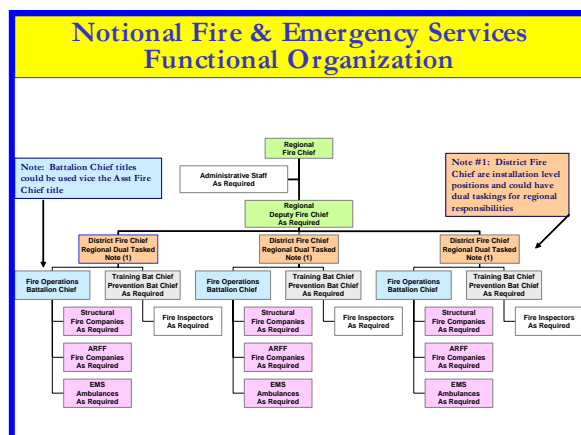 Notional Fire & Emergency Services
Functional Organization
Regional
Fire Chief
Note: Battalion Chief titles
could be used vice the Asst Fire
Chief title
Note #1: District Fire
Chief are installation level
positions and could have
dual taskings for regional
responsibilities
Administrative Staff
As Required
Regional
Deputy Fire Chief
As Required
District Fire Chief
Regional Dual Tasked
Note (1)
District Fire Chief
Regional Dual Tasked
Note (1)
District Fire Chief
Regional Dual Tasked
Note (1)
Fire Operations
Battalion Chief
Training Bat Chief
Prevention Bat Chief
As Required
Fire Operations
Battalion Chief
Training Bat Chief
Prevention Bat Chief
As Required
Fire Operations
Battalion Chief
Training Bat Chief
Prevention Bat Chief
As Required
Structural
Fire Companies
As Required
Fire Inspectors
As Required
Structural
Fire Companies
As Required
Fire Inspectors
As Required
Structural
Fire Companies
As Required
Fire Inspectors
As Required
ARFF
Fire Companies
As Required
ARFF
Fire Companies
As Required
ARFF
Fire Companies
As Required
EMS
Ambulances
As Required
EMS
Ambulances
As Required
EMS
Ambulances
As Required